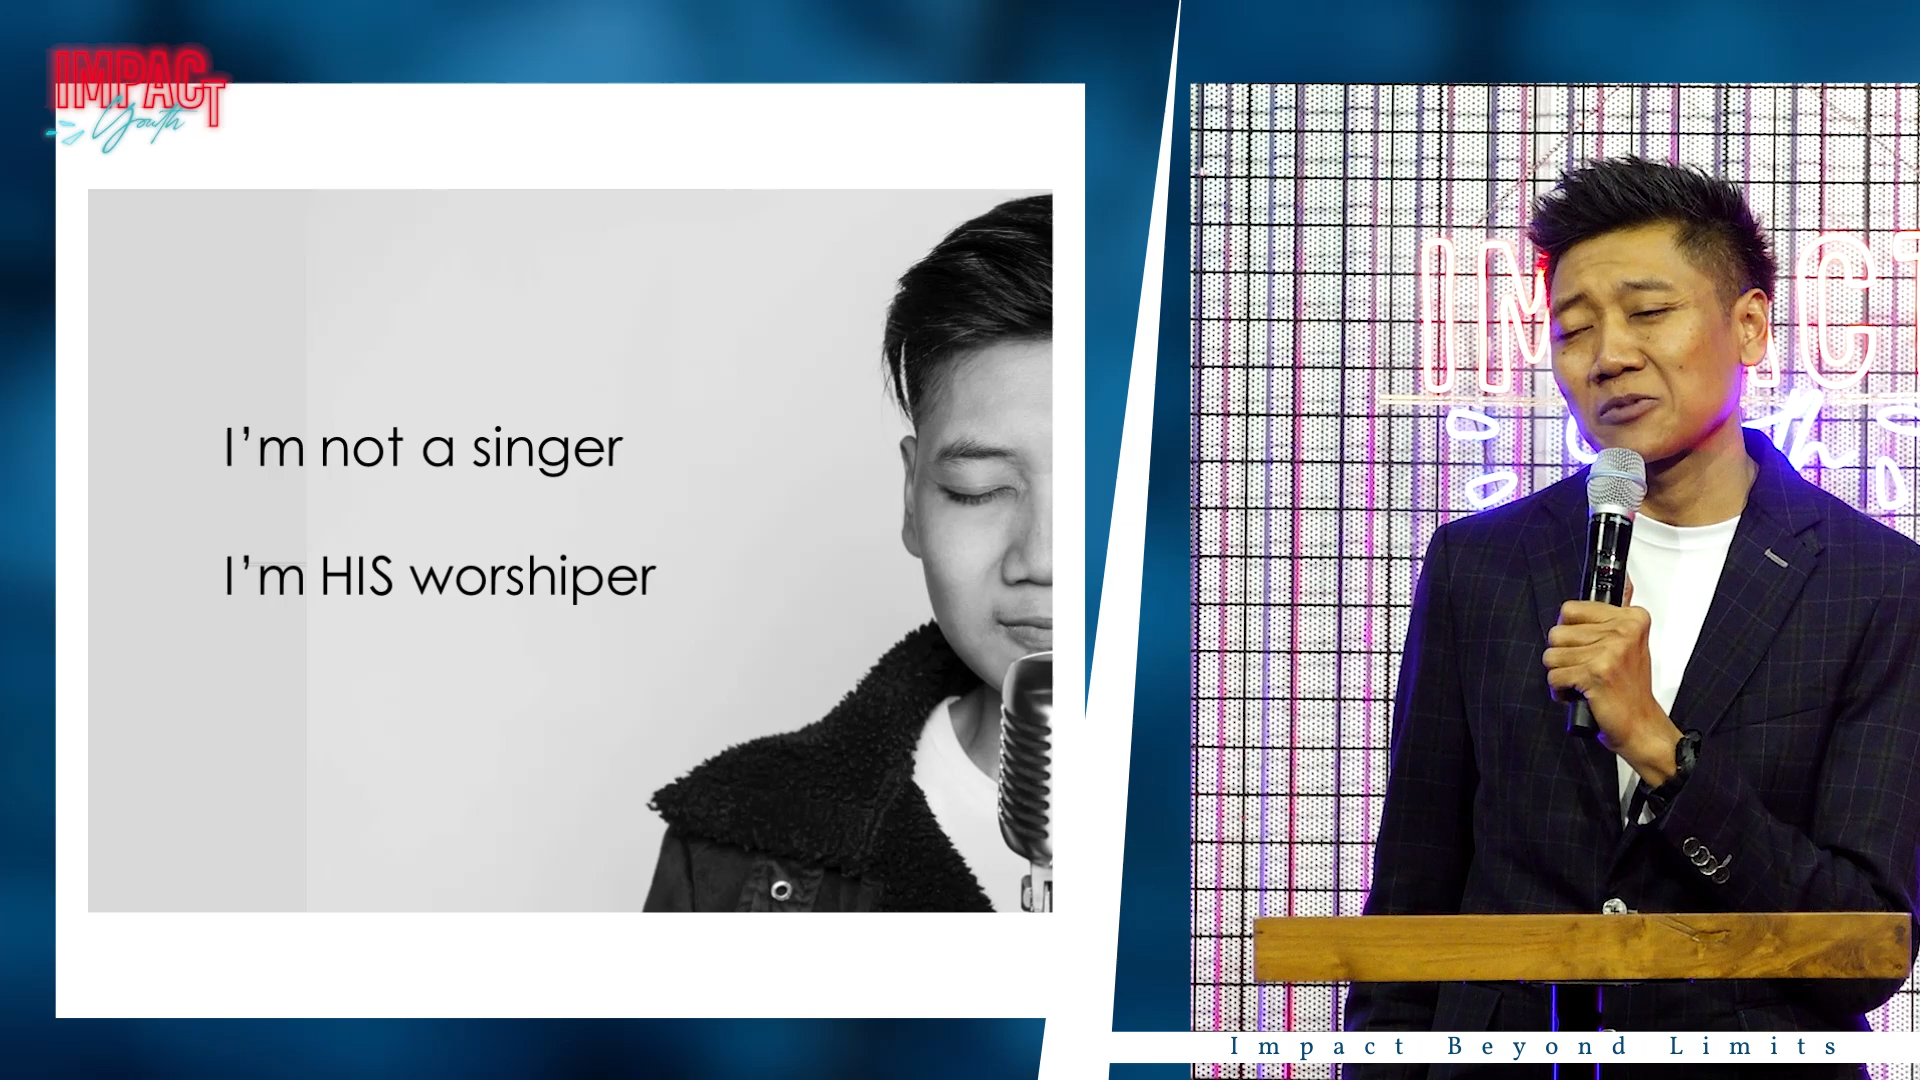 IMPACT
Youth
I'm not a singer
I'm HIS worshiper
Impact Beyond Limits